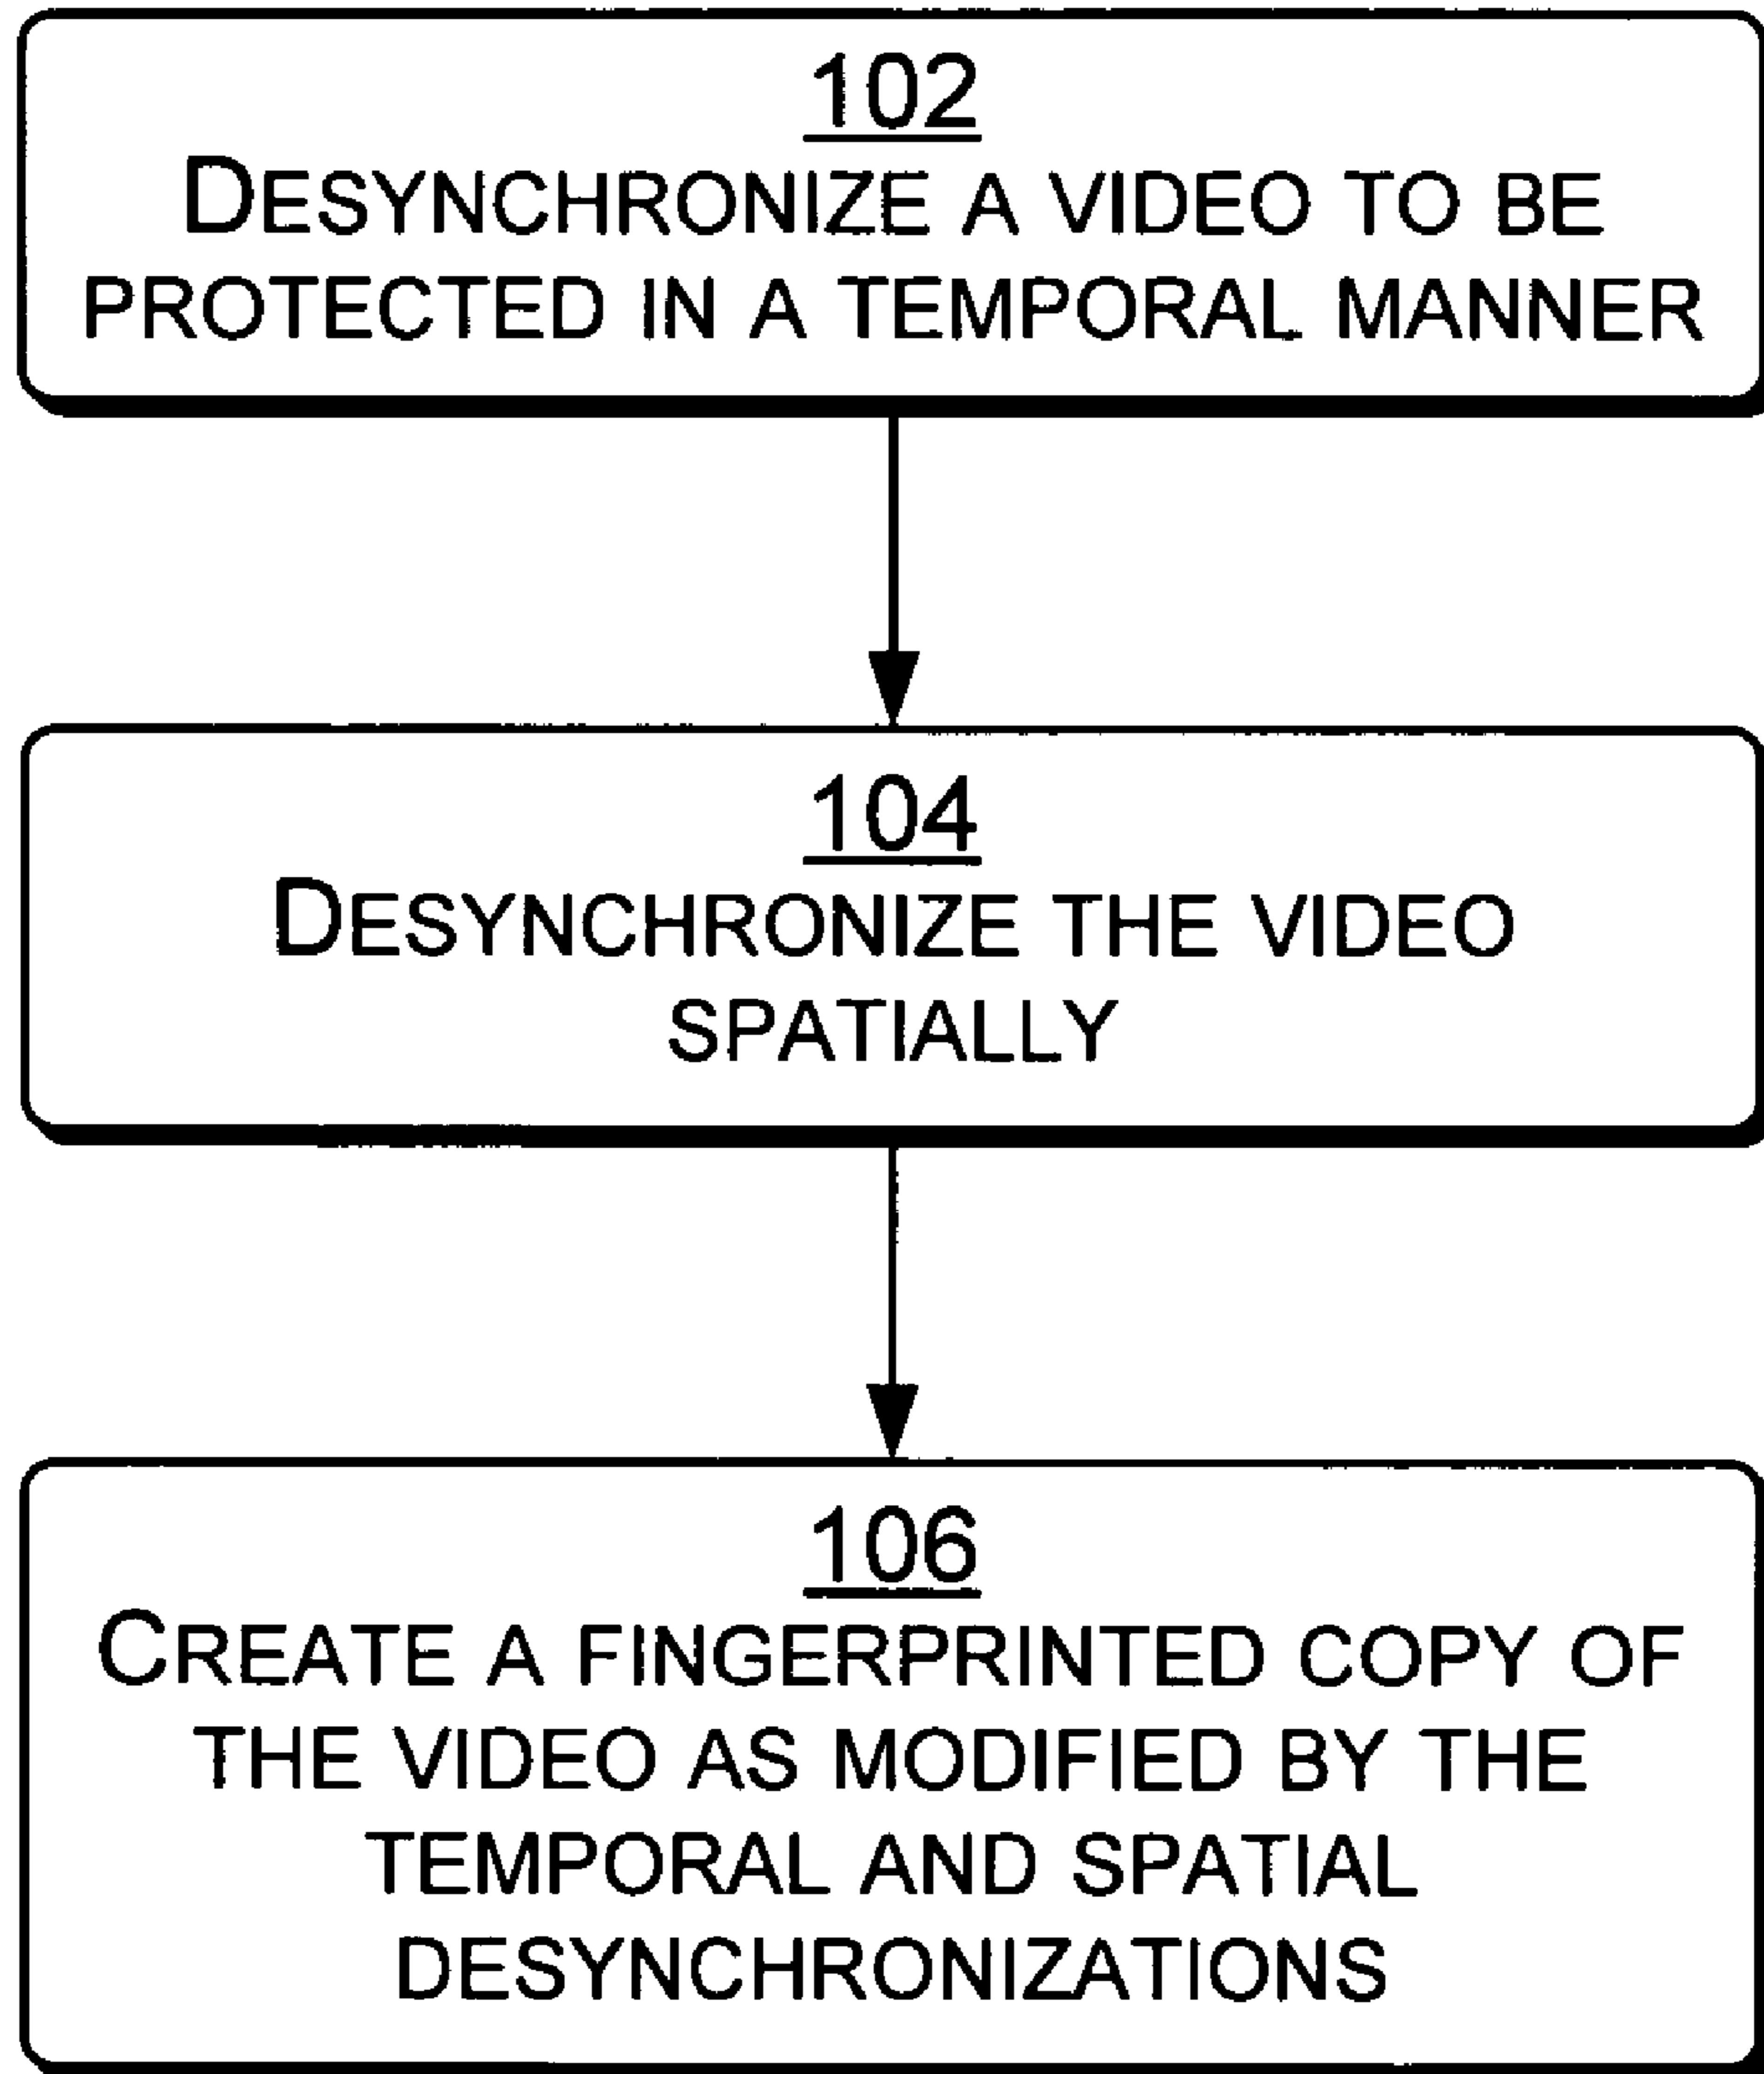 102
DESYNCHRONIZE A VIDEO TO BE
PROTECTED IN A TEMPORAL MANNER
104
DESYNCHRONIZE THE VIDEO
SPATIALLY
106
CREATE A FINGERPRINTED COPY OF
THE VIDEO AS MODIFIED BY THE
TEMPORAL AND SPATIAL
DESYNCHRONIZATIONS